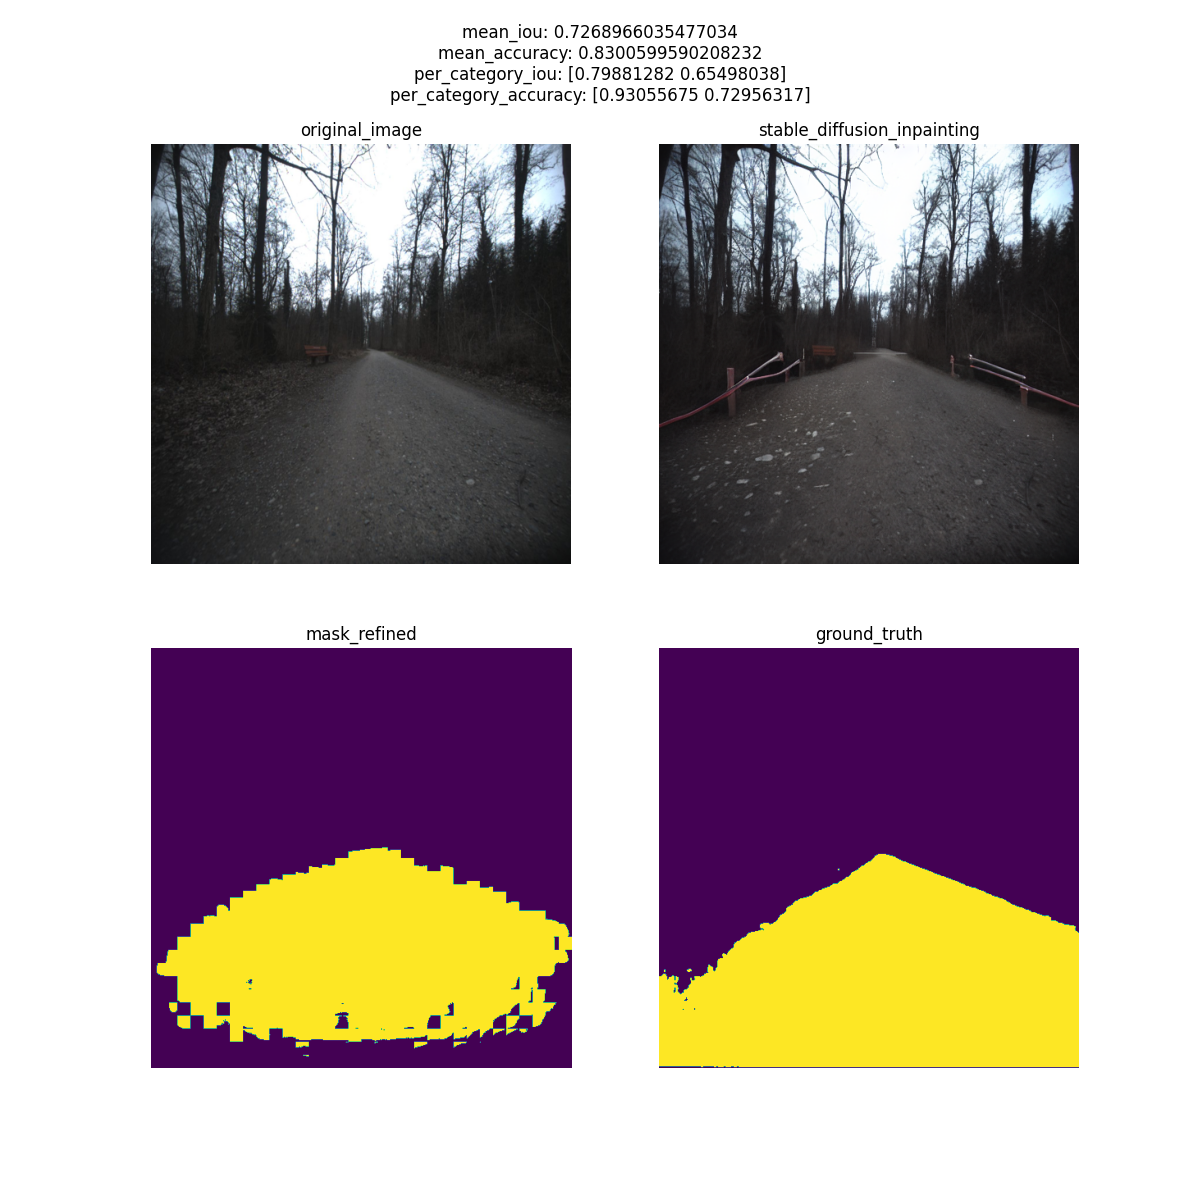 mean_iou: 0.7268966035477034
mean_accuracy: 0.8300599590208232
per_category_iou: [0.79881282 0.65498038]
per_category_accuracy: [0.93055675 0.72956317]
original_image
stable_diffusion_inpainting
mask_refined
ground_truth